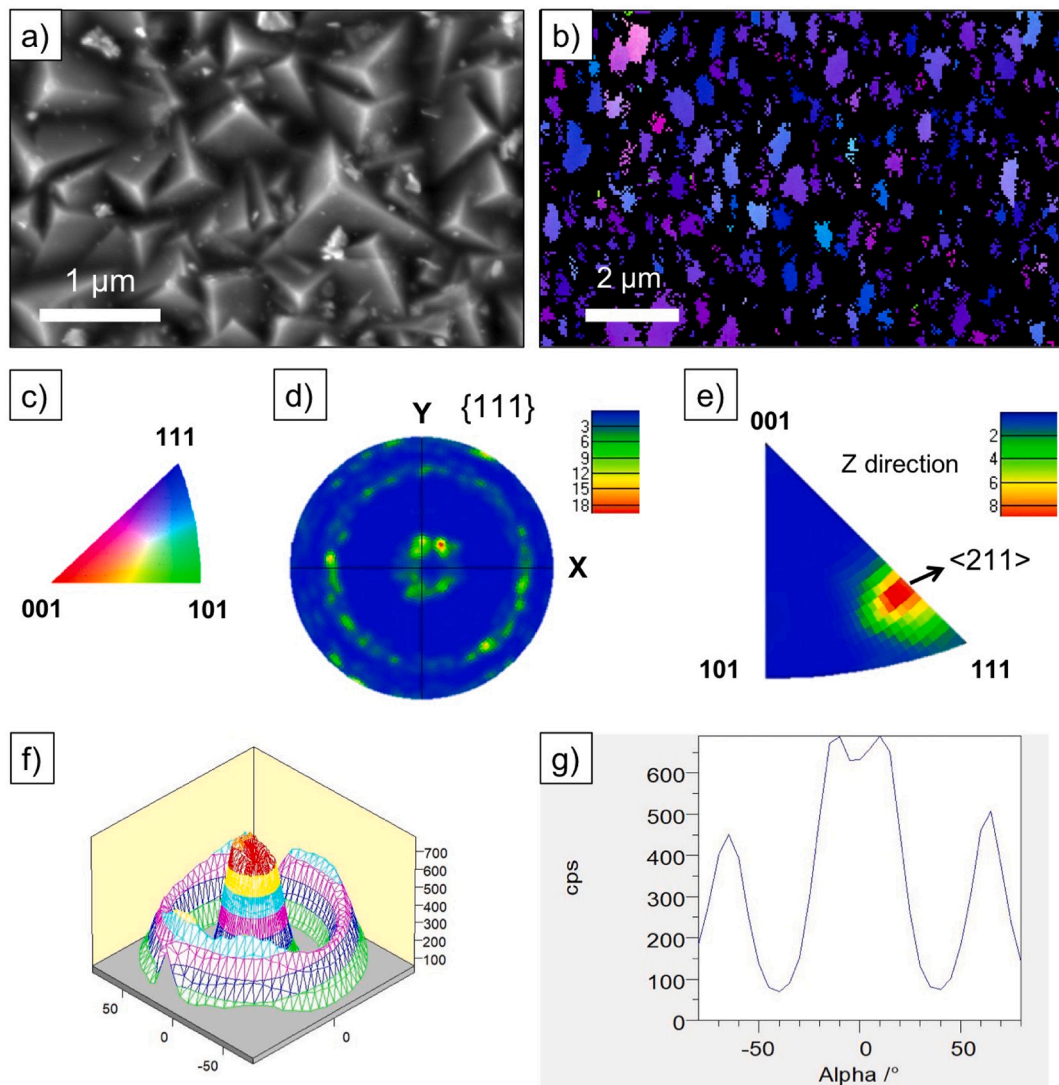 a)
1 µm
b)
2 µm
c)
111
001
101
d)
Y
{111}
X
3
6
9
12
15
18
e)
001
Z direction
2
4
6
8
<211>
101
111
f)
700
600
500
400
300
200
100
50
0
-50
0
g)
600
500
400
300
200
100
0
cps
-50
0
50
Alpha /°